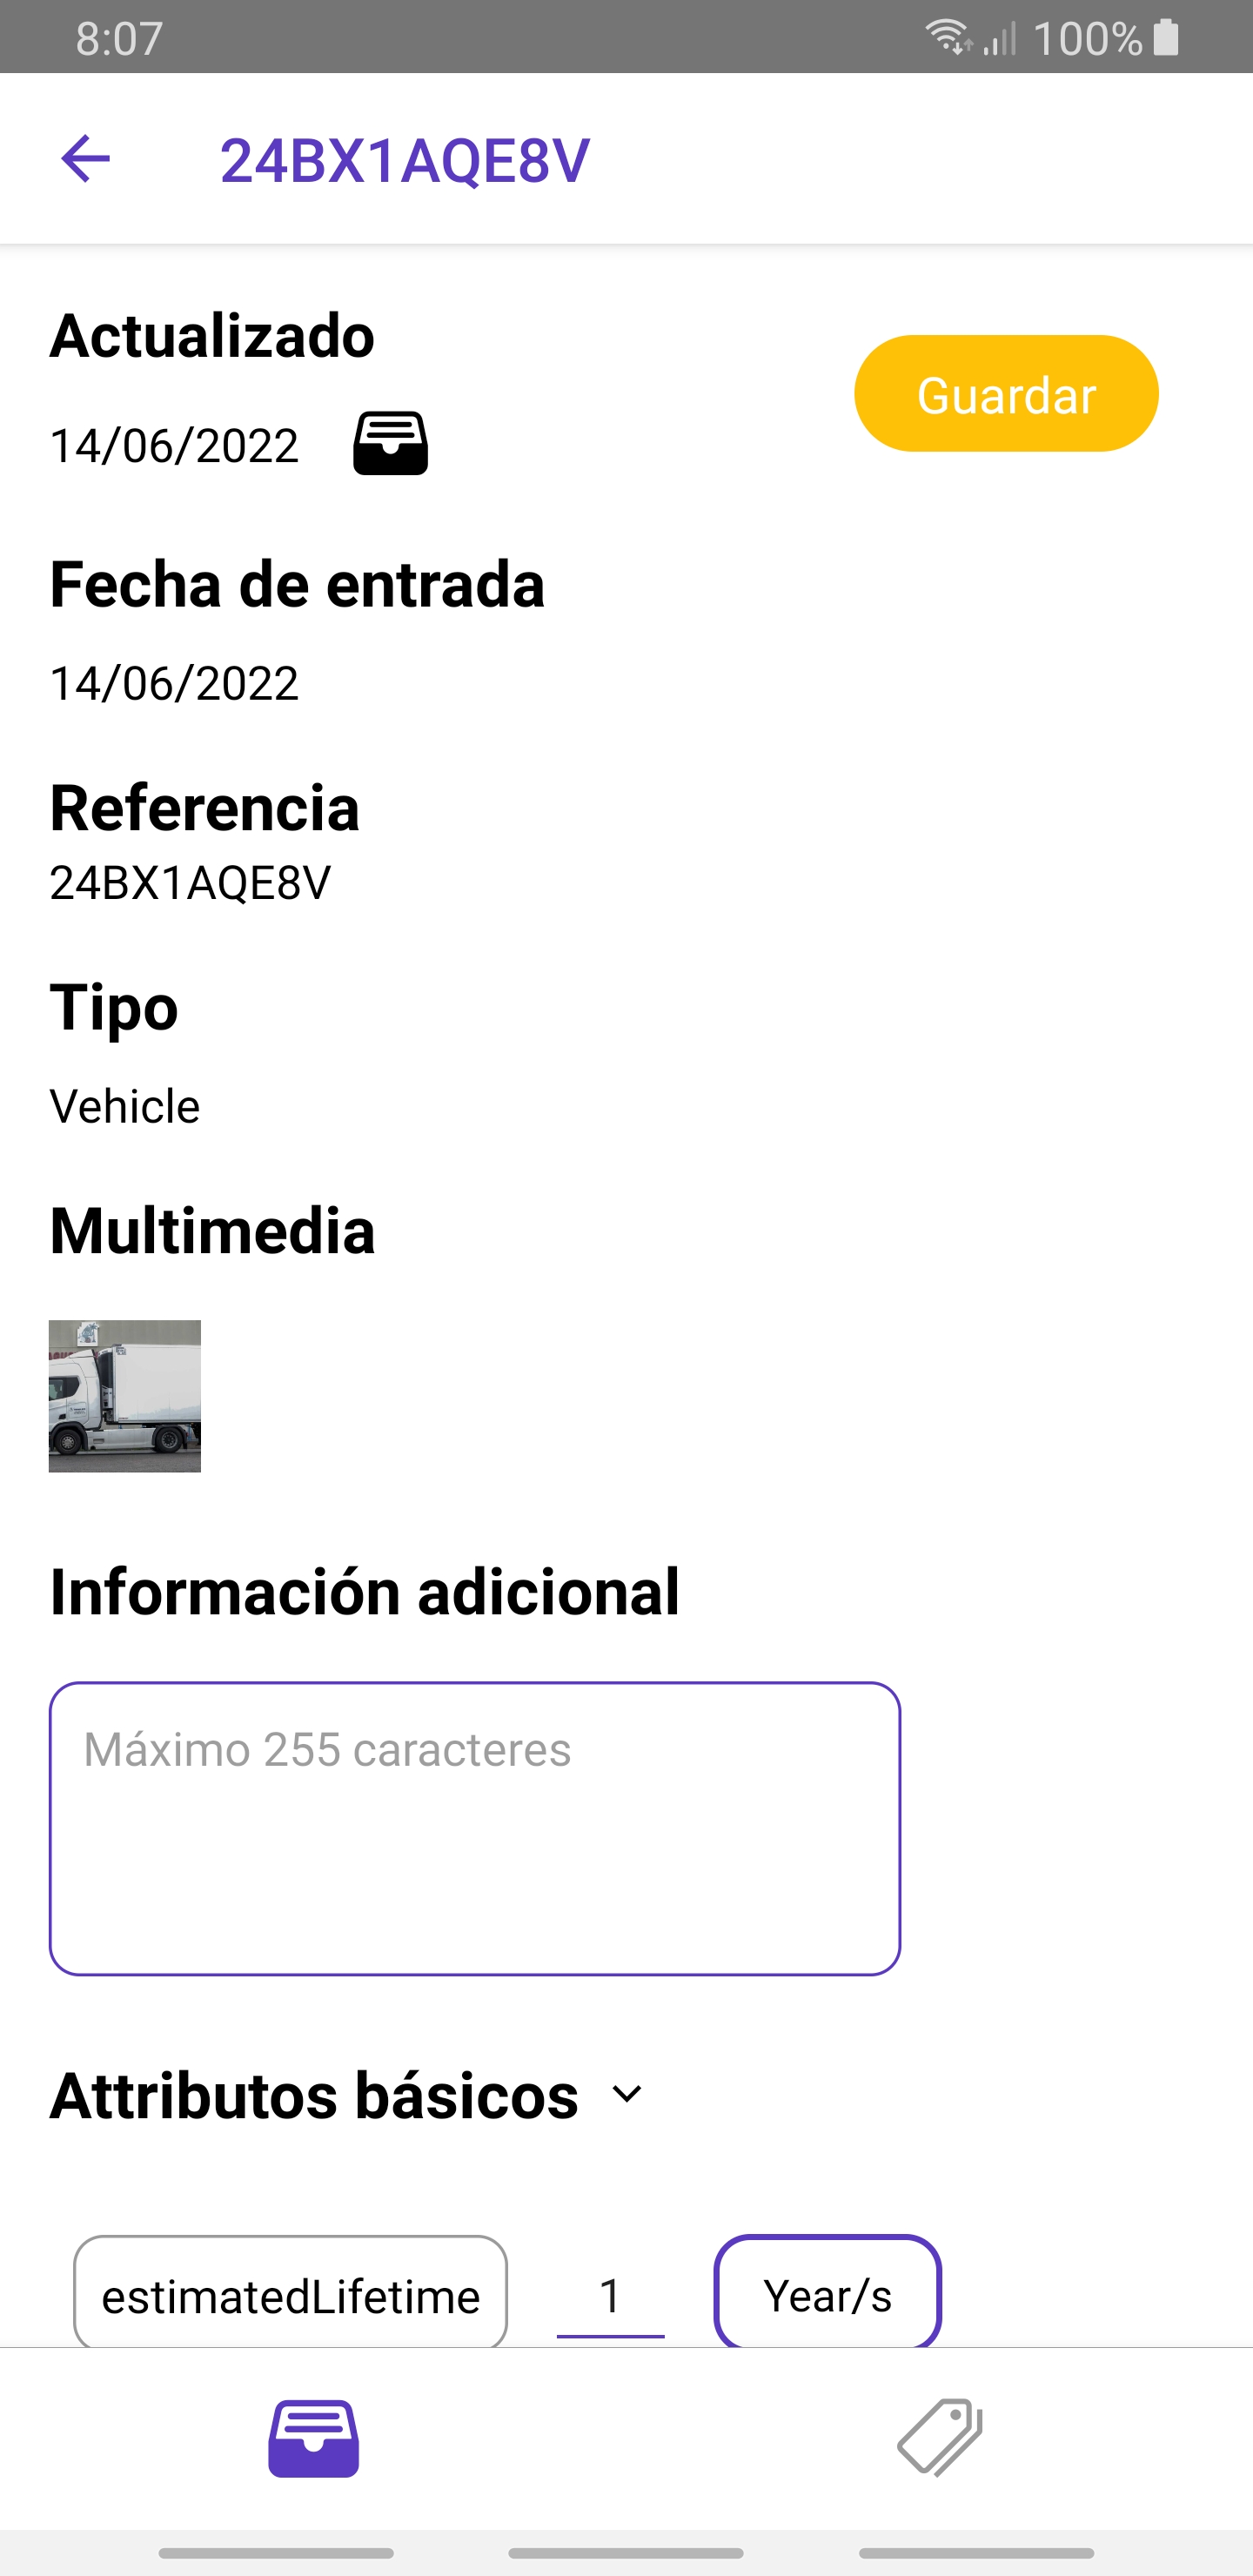 8:07
100%
24BX1AQE8V
Actualizado
Guardar
14/06/2022
Fecha de entrada
14/06/2022
Referencia
24BX1AQE8V
Tipo
Vehicle
Multimedia
Información adicional
Máximo 255 caracteres
Attributos básicos
estimatedLifetime 1 Year/s